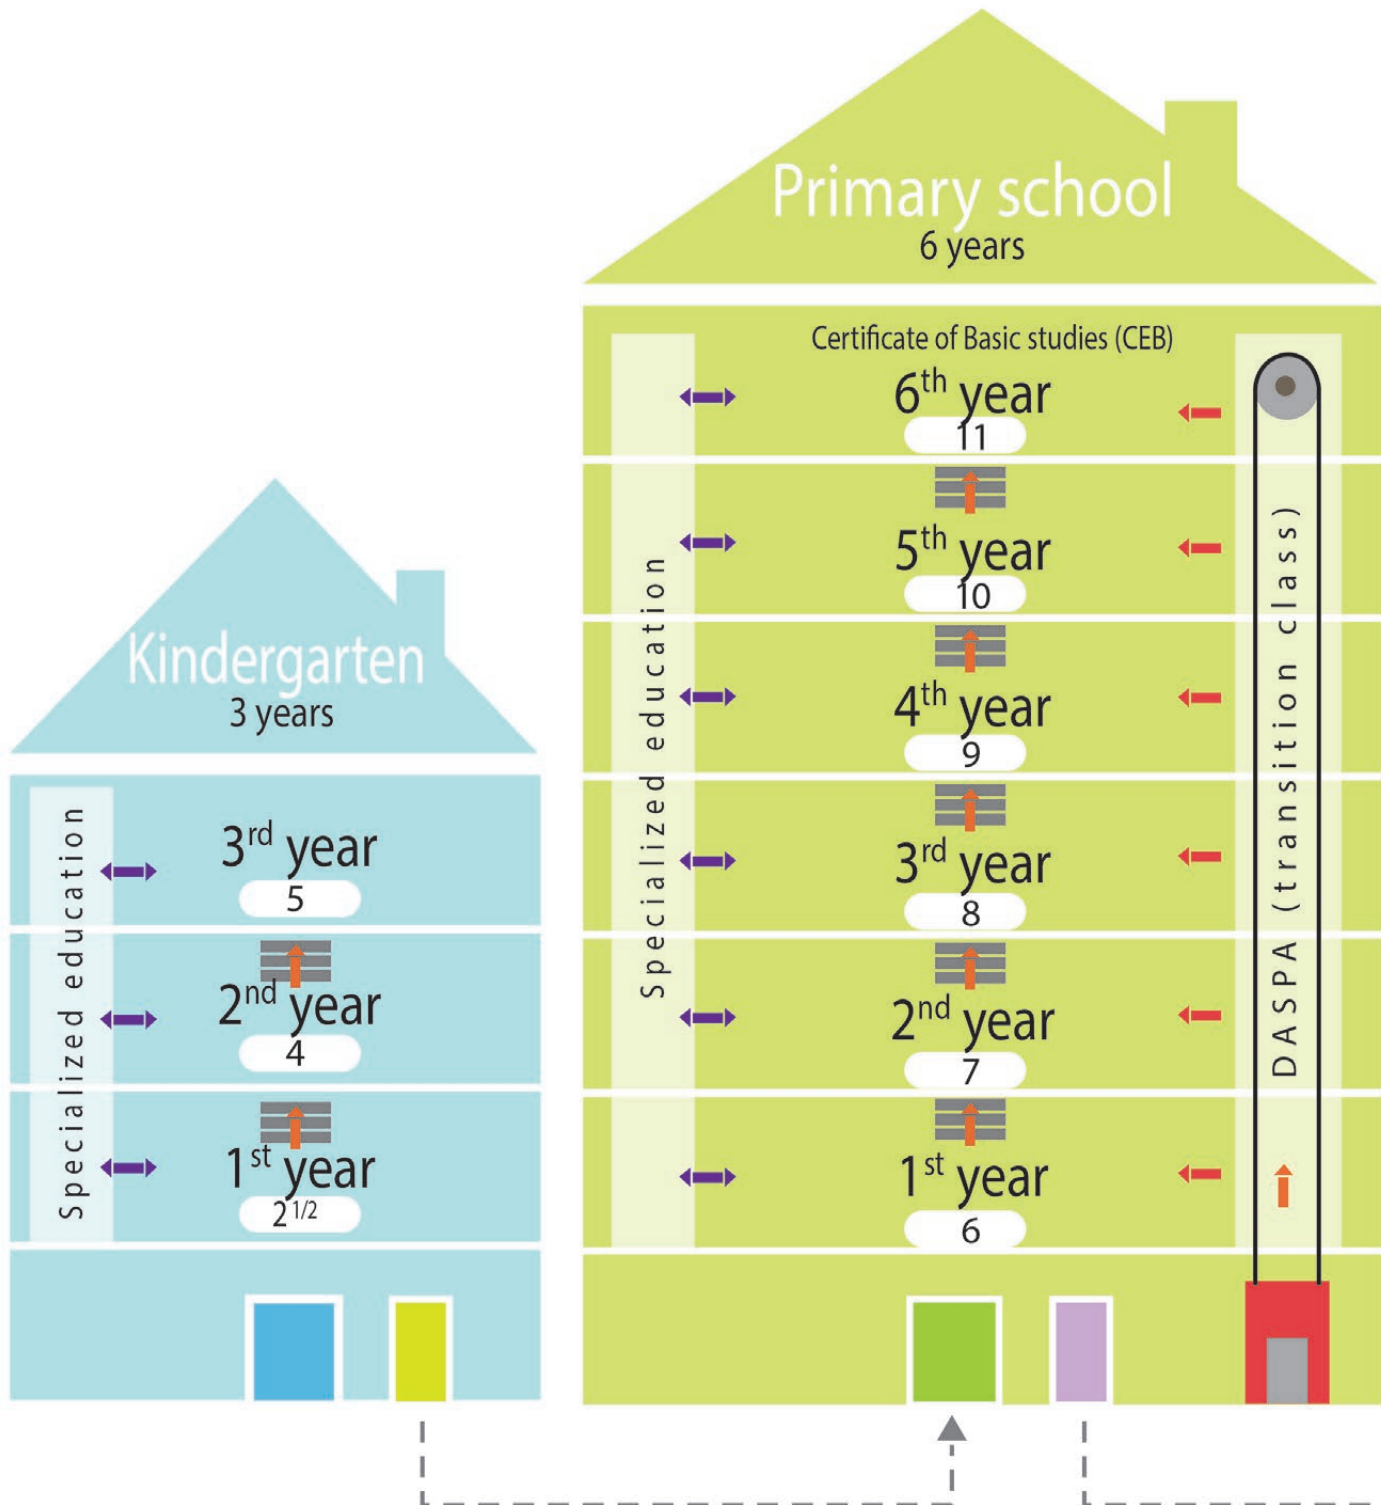 Kindergarten
3 years
Specialized education
3rd year
5
2nd year
4
1st year
2 1/2
Primary school
6 years
Certificate of Basic studies (CEB)
Specialized education
6th year
11
5th year
10
4th year
9
3rd year
8
2nd year
7
1st year
6
DASPA (transition class)